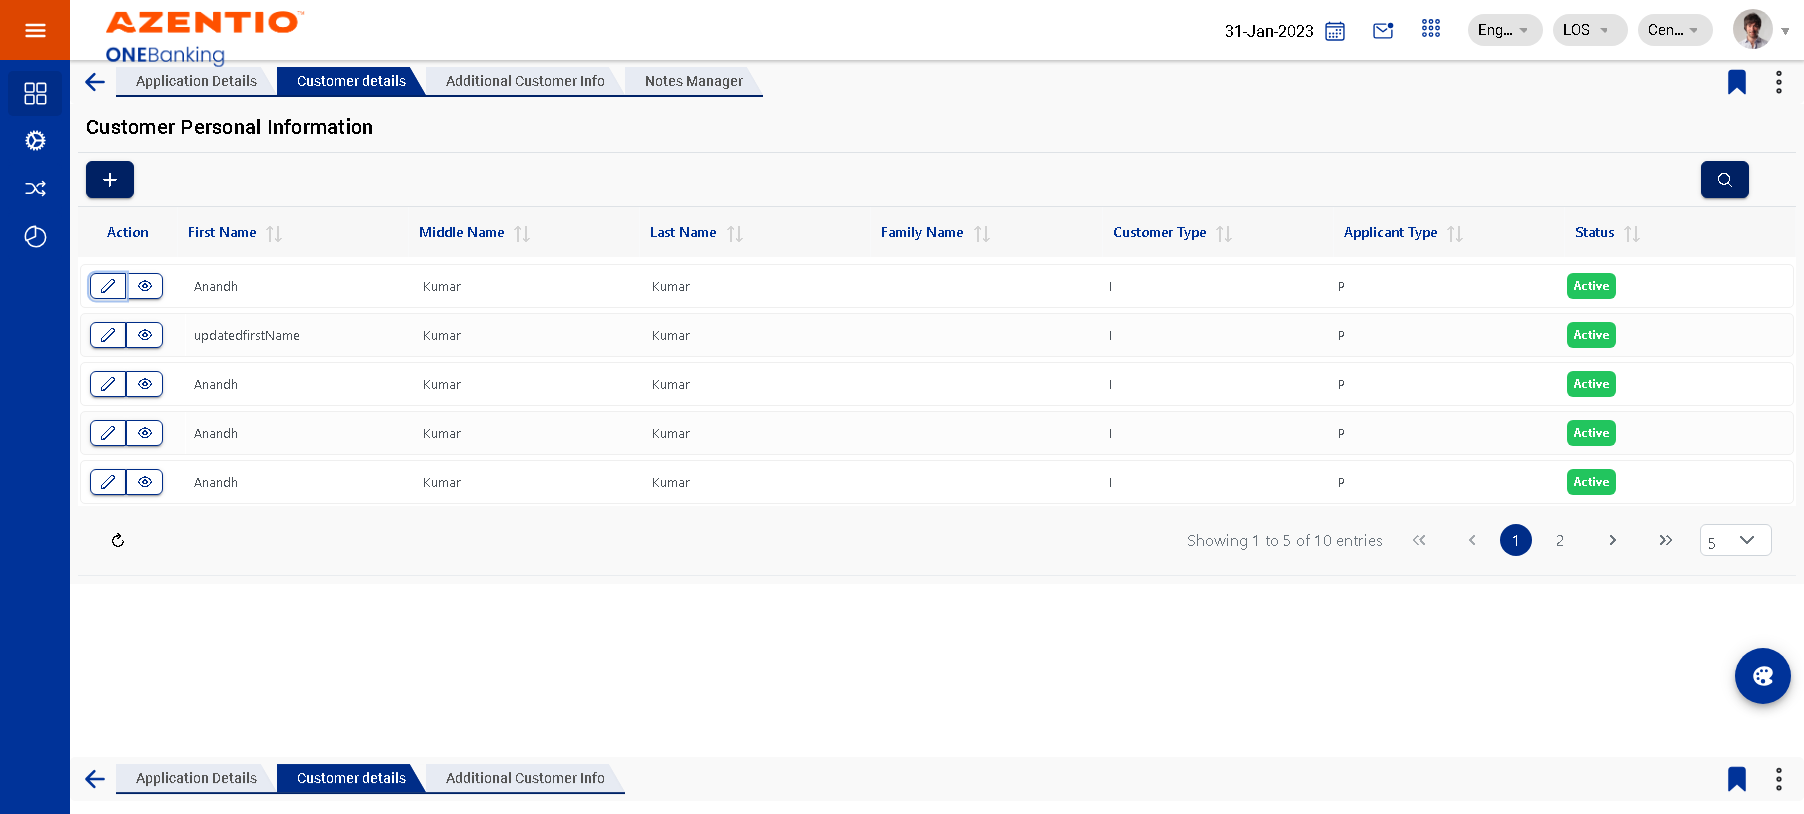 AZENTIO™
ONEBanking
31-Jan-2023 Eng... LOS Cen...
Application Details Customer details Additional Customer Info Notes Manager
Customer Personal Information
Action First Name Middle Name Last Name Family Name Customer Type Applicant Type Status
Anandh Kumar Kumar I P Active
updatedfirstName Kumar Kumar I P Active
Anandh Kumar Kumar I P Active
Anandh Kumar Kumar I P Active
Anandh Kumar Kumar I P Active
Showing 1 to 5 of 10 entries 1 2 5
Application Details Customer details Additional Customer Info